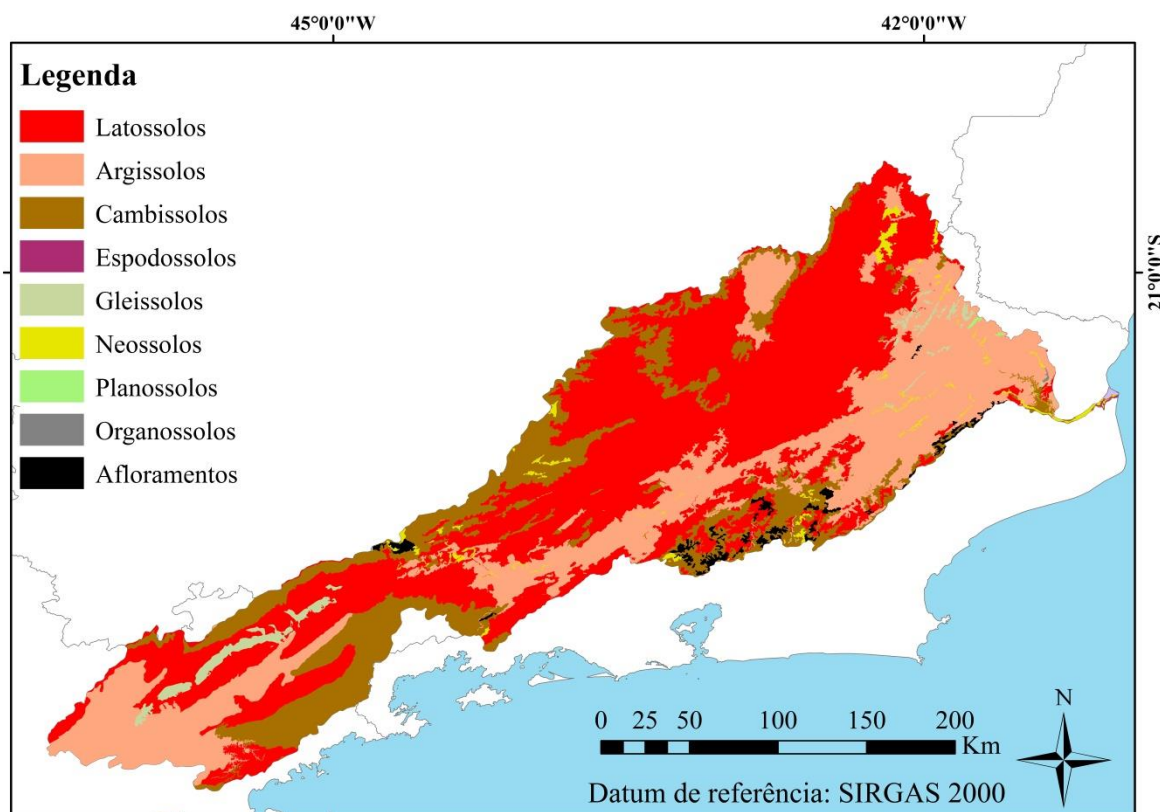 45°0'0"W
42°0'0"W
Legenda
Latossolos
Argissolos
Cambissolos
Espodossolos
Gleissolos
Neossolos
Planossolos
Organossolos
Afloramentos
21°0'0"S
N
0 25 50 100 150 200
Km
Datum de referência: SIRGAS 2000